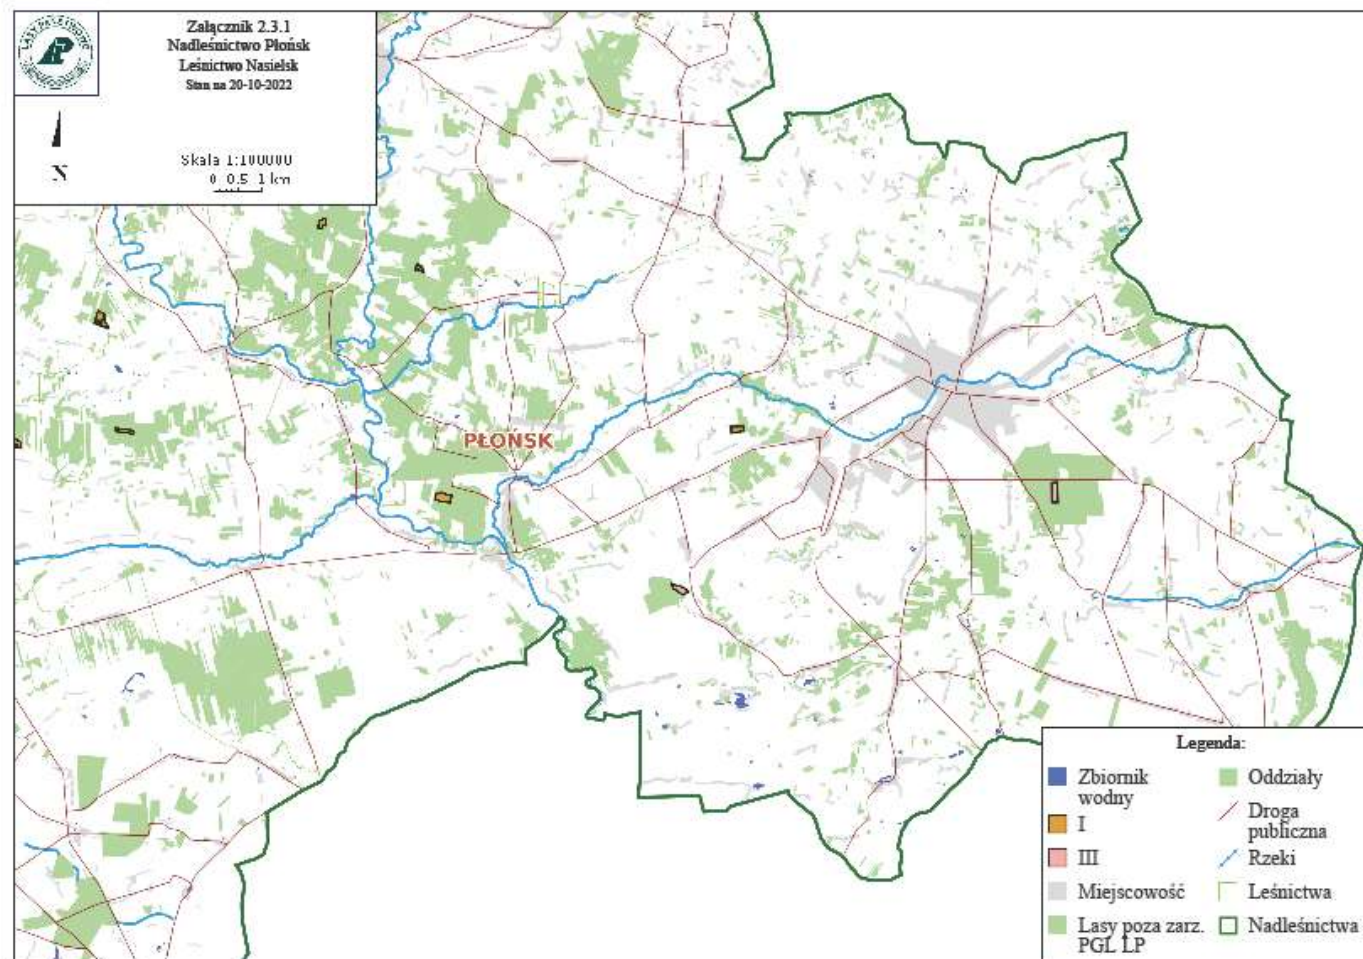 Załącznik 2.3.1
Nadleśnictwo Płońsk
Leśnictwo Nasielsk
Stan na 20-10-2022
N
Skala 1:100000
0 0.5 1 km
PŁOŃSK
Legenda:
Zbiornik
wodny
I
III
Miejscowość
Lasy poza zarz.
PGL LP
Oddziały
Droga
publiczna
Rzeki
Leśnictwa
Nadleśnictwa